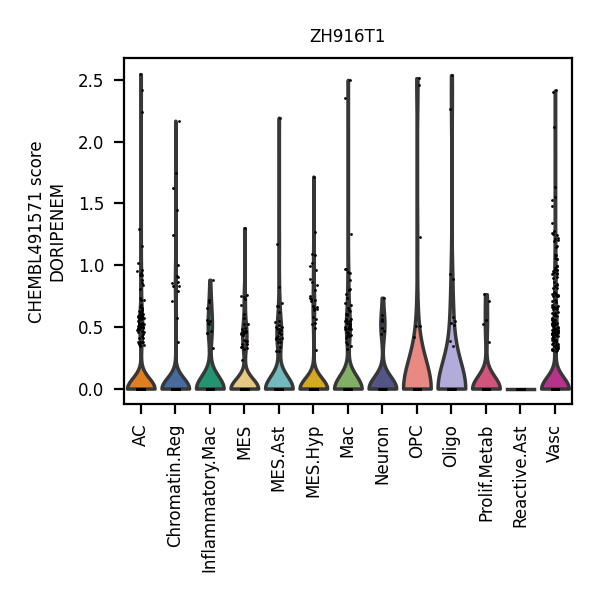 ZH916T1
CHEMBL491571 score
DORIPENEM
2.5
2.0
1.5
1.0
0.5
0.0
AC
Chromatin.Reg
Inflammatory.Mac
MES
MES.Ast
MES.Hyp
Mac
Neuron
OPC
Oligo
Prolif.Metab
Reactive.Ast
Vasc